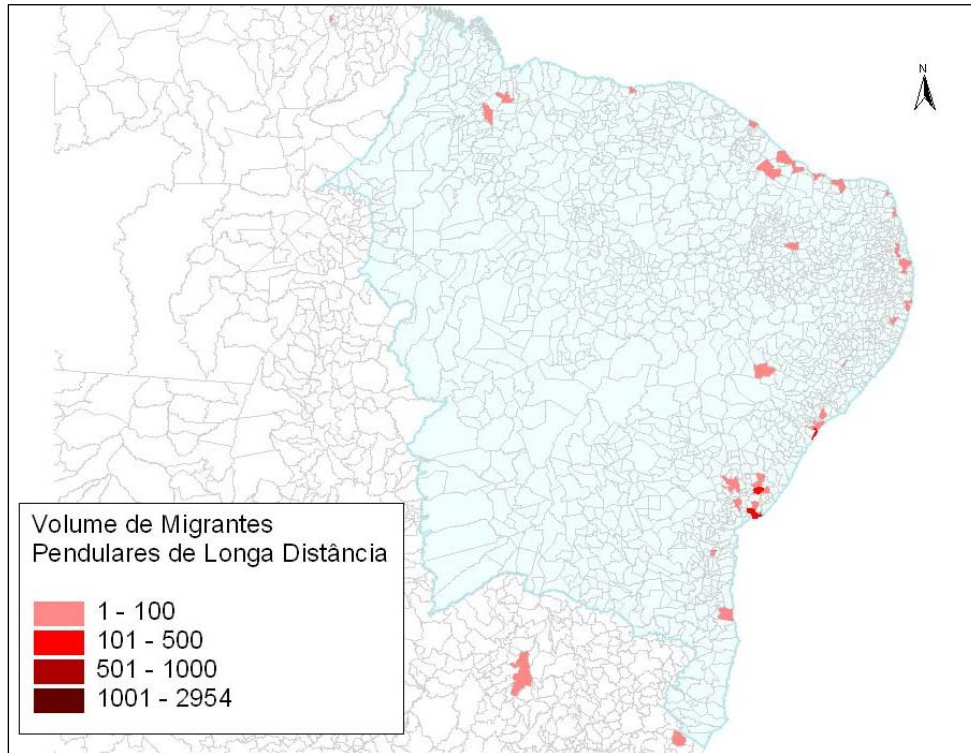 N
Volume de Migrantes
Pendulares de Longa Distância
1 - 100
101 - 500
501 - 1000
1001 - 2954